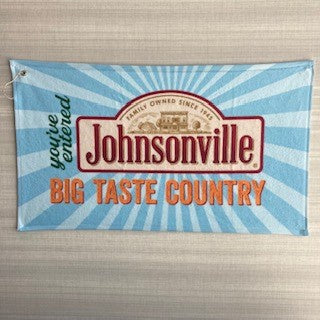 you've
entered
FAMILY OWNED SINCE 1945
Johnsonville®
BIG TASTE COUNTRY